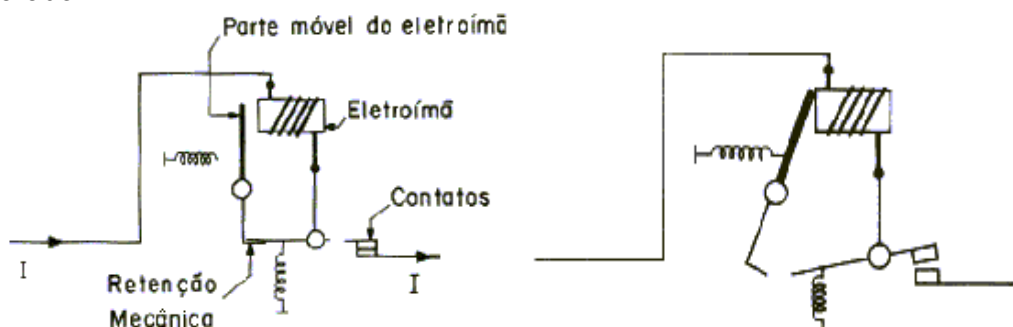 Parte móvel do eletroímã
Eletroímã
Contatos
I
Retenção
Mecânica
I